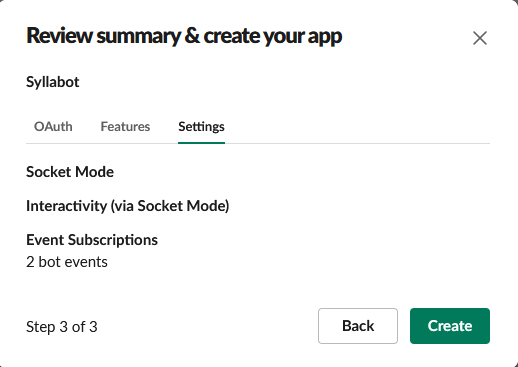 Review summary & create your app
Syllabot
OAuth Features Settings
Socket Mode
Interactivity (via Socket Mode)
Event Subscriptions
2 bot events
Step 3 of 3 Back Create